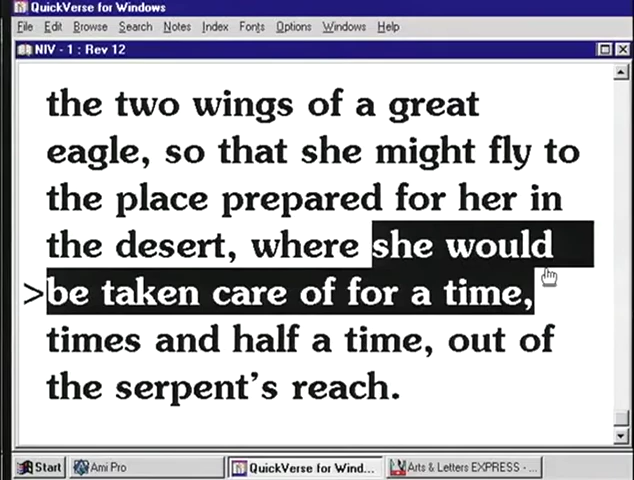 QuickVerse for Windows
File Edit Browse Search Notes Index Fonts Options Windows Help
NIV - 1 : Rev 12
the two wings of a great
eagle, so that she might fly to
the place prepared for her in
the desert, where she would
>be taken care of for a time,
times and half a time, out of
the serpent's reach.
Start Ami Pro QuickVerse for Wind... Arts & Letters EXPRESS - ...